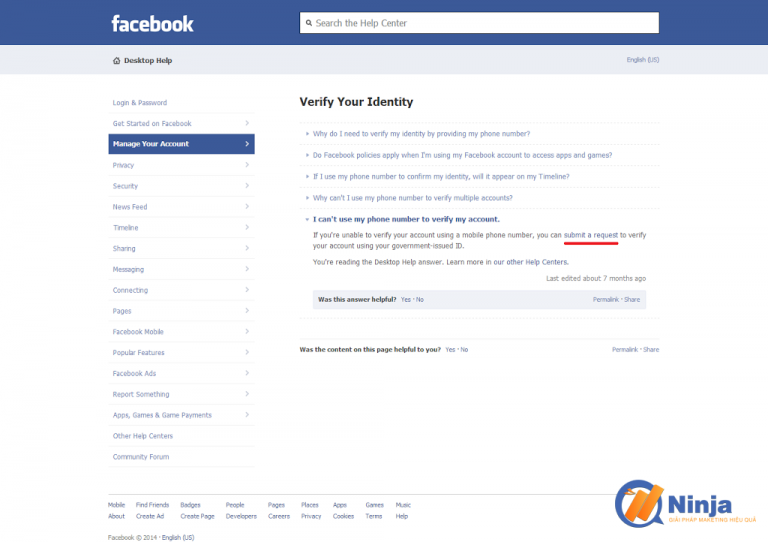 facebook
Search the Help Center
Desktop Help
English (US)
Login & Password
Get Started on Facebook
Manage Your Account
Privacy
Security
News Feed
Timeline
Sharing
Messaging
Connecting
Pages
Facebook Mobile
Popular Features
Facebook Ads
Report Something
Apps, Games & Game Payments
Other Help Centers
Community Forum
Verify Your Identity
Why do I need to verify my identity by providing my phone number?
Do Facebook policies apply when I'm using my Facebook account to access apps and games?
If I use my phone number to confirm my identity, will it appear on my Timeline?
Why can't I use my phone number to verify multiple accounts?
I can't use my phone number to verify my account.
If you're unable to verify your account using a mobile phone number, you can submit a request to verify
your account using your government-issued ID.
You're reading the Desktop Help answer. Learn more in our other Help Centers.
Last edited about 7 months ago
Was this answer helpful? Yes · No
Permalink · Share
Was the content on this page helpful to you? Yes · No
Permalink · Share
Mobile Find Friends Badges People Pages Places Apps Games Music
About Create Ad Create Page Developers Careers Privacy Cookies Terms Help
Facebook © 2014 · English (US)
Ninja
GIẢI PHÁP MAKETING HIỆU QUẢ